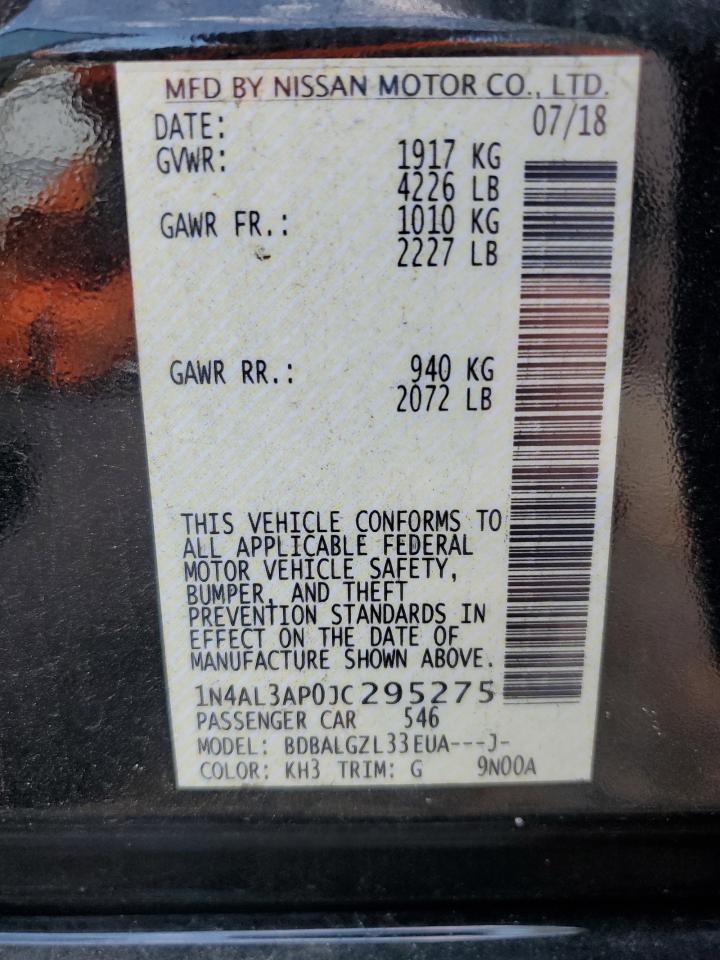 MFD BY NISSAN MOTOR CO., LTD.
DATE: 07/18
GVWR: 1917 KG
4226 LB
GAWR FR.: 1010 KG
2227 LB
GAWR RR.: 940 KG
2072 LB
THIS VEHICLE CONFORMS TO
ALL APPLICABLE FEDERAL
MOTOR VEHICLE SAFETY,
BUMPER, AND THEFT
PREVENTION STANDARDS IN
EFFECT ON THE DATE OF
MANUFACTURE SHOWN ABOVE.
1N4AL3AP0JC295275
PASSENGER CAR 546
MODEL: BDBALGZL33EUA---J-
COLOR: KH3 TRIM: G 9N00A